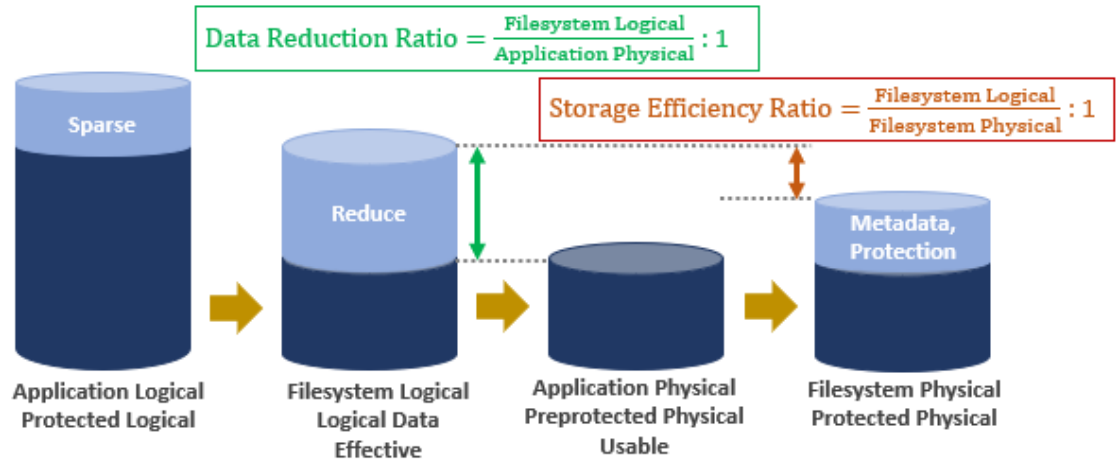 Data Reduction Ratio = Filesystem Logical / Application Physical : 1
Storage Efficiency Ratio = Filesystem Logical / Filesystem Physical : 1
Sparse
Reduce
Metadata,
Protection
Application Logical
Protected Logical
Filesystem Logical
Logical Data
Effective
Application Physical
Preprotected Physical
Usable
Filesystem Physical
Protected Physical